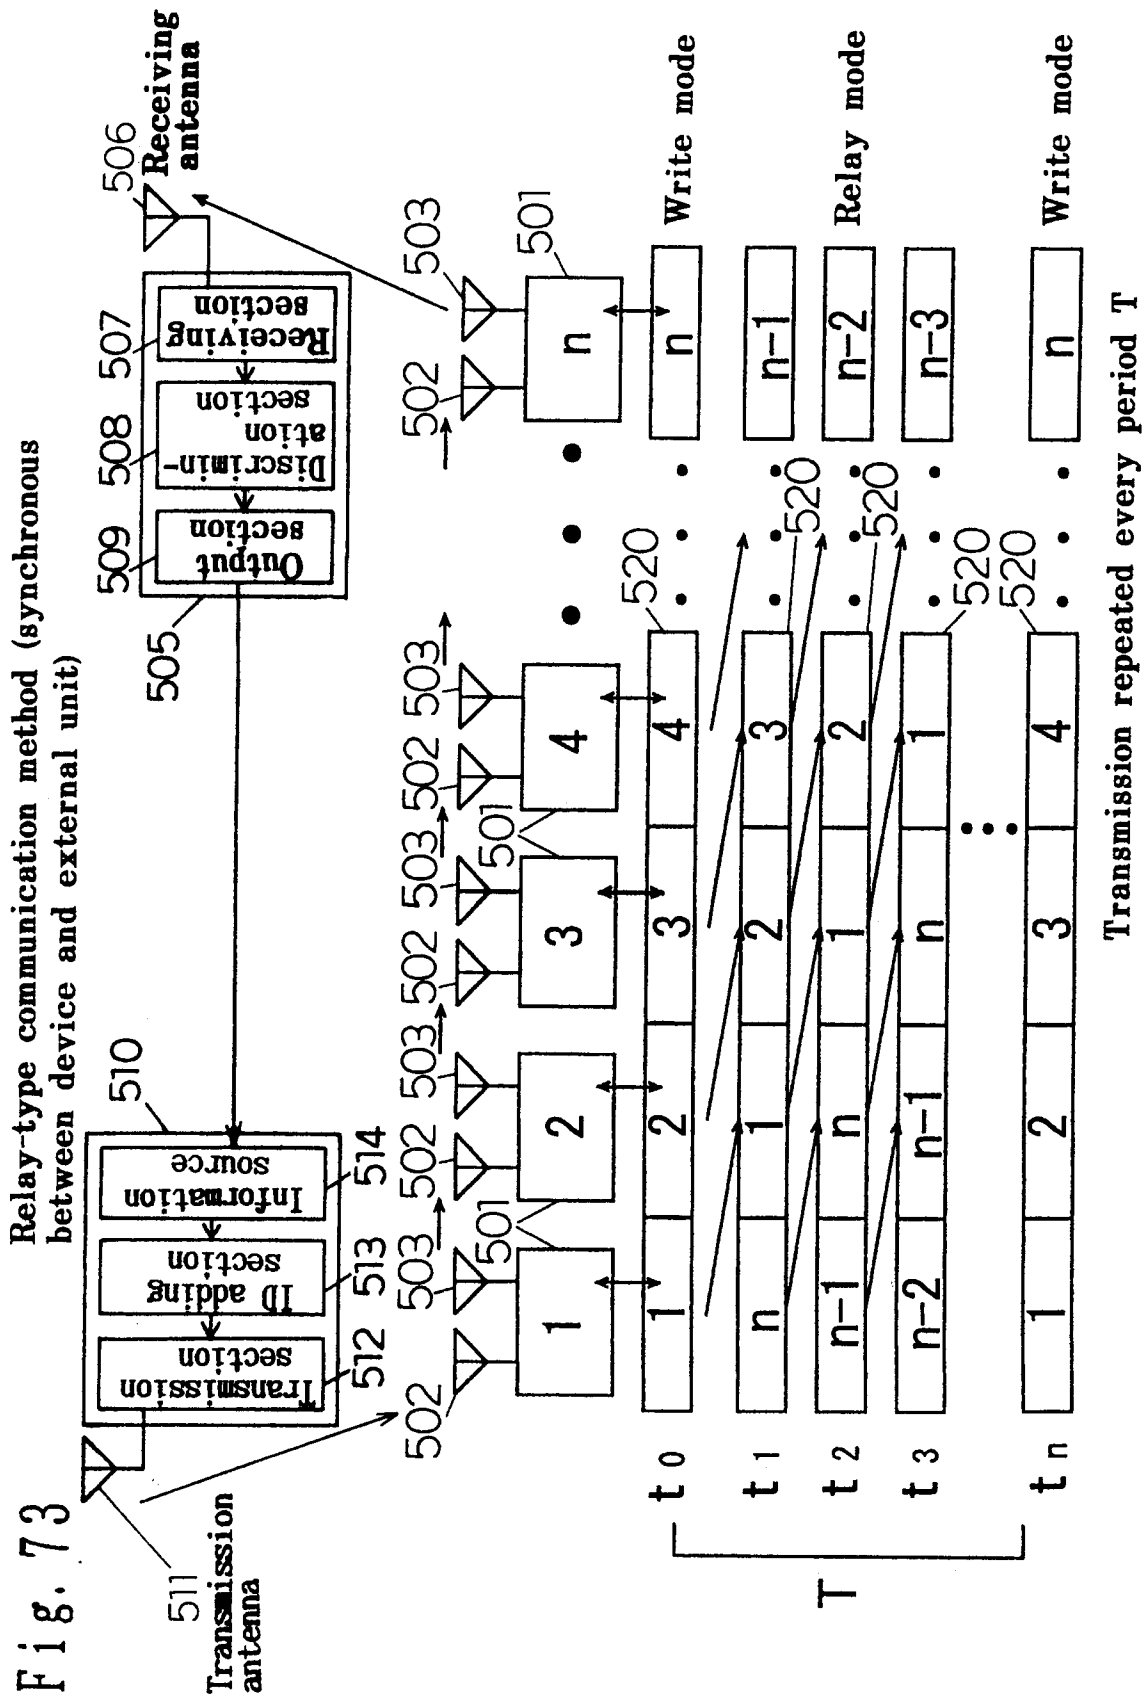 Fig. 73
Relay-type communication method (synchronous
between device and external unit)
511
Transmission
antenna
510
Transmission
section
512
ID adding
section
513
Information
source
514
505
509
Output
section
508
Discrimin-
ation
section
507
Receiving
section
506
Receiving
antenna
502
503
502
503
502
503
502
503
502
503
501
501
501
1
2
3
4
n
t0
1
2
3
4
520
n
Write mode
t1
n
1
2
3
520
n-1
t2
n-1
n
1
2
520
n-2
Relay mode
t3
n-2
n-1
n
1
520
n-3
tn
1
2
3
4
520
n
Write mode
T
Transmission repeated every period T